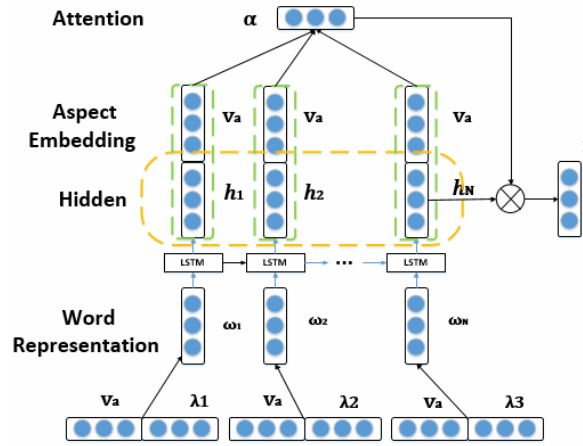 Attention α
Aspect Embedding Va Va Va
Hidden h1 h2 hN
LSTM LSTM ... LSTM
Word Representation ω1 ω2 ωN
Va λ1 Va λ2 Va λ3